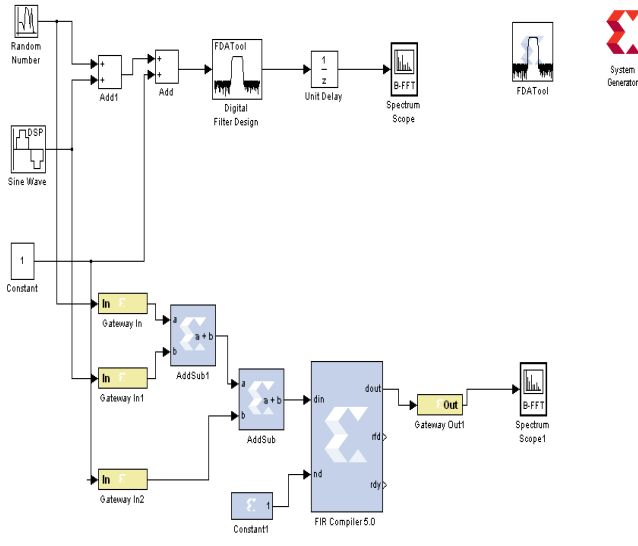 Random
Number
+
+
Add1
+
+
Add
FDATool
Digital
Filter Design
1
z
Unit Delay
B-FFT
Spectrum
Scope
FDATool
System
Generator
DSP
Sine Wave
1
Constant
In
Gateway In
a
b
a + b
AddSub1
In
Gateway In1
a
b
a + b
AddSub
In
Gateway In2
1
Constant1
din
nd
dout
rfd
rdy
FIR Compiler 5.0
Out
Gateway Out1
B-FFT
Spectrum
Scope1